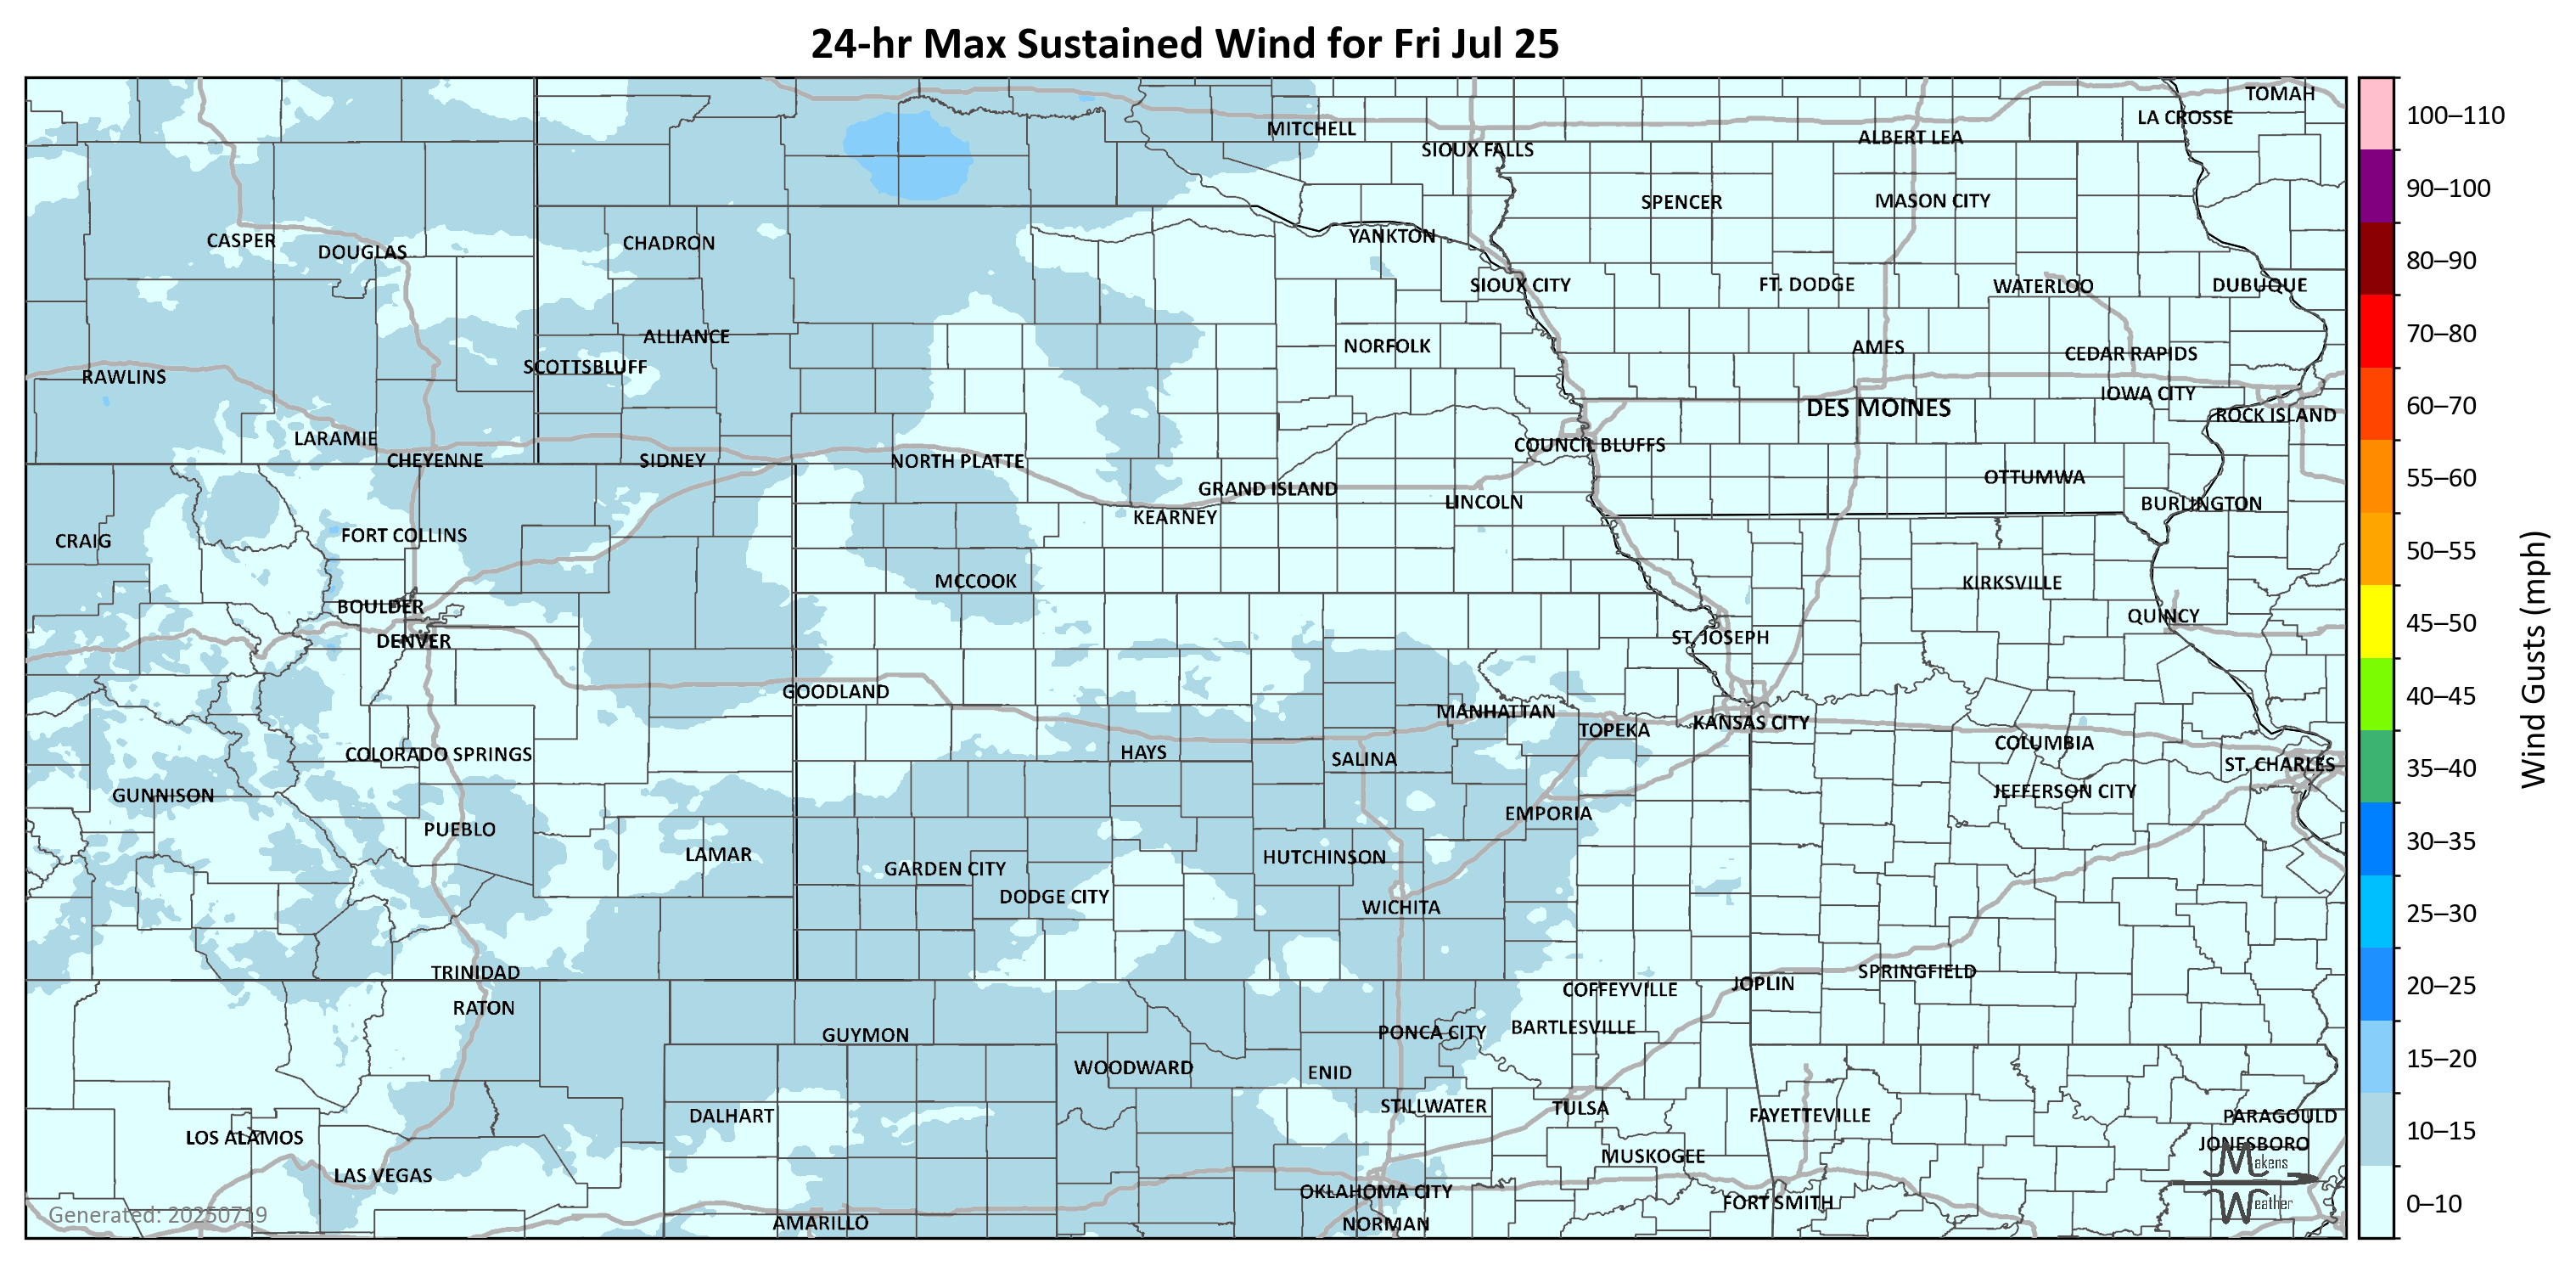 24-hr Max Sustained Wind for Fri Jul 25
TOMAH
LA CROSSE
MITCHELL
ALBERT LEA
SIOUX FALLS
SPENCER
MASON CITY
CASPER
DOUGLAS
CHADRON
YANKTON
SIOUX CITY
FT. DODGE
WATERLOO
DUBUQUE
ALLIANCE
NORFOLK
AMES
CEDAR RAPIDS
SCOTTSBLUFF
RAWLINS
IOWA CITY
DES MOINES
ROCK ISLAND
LARAMIE
COUNCIL BLUFFS
CHEYENNE
SIDNEY
NORTH PLATTE
OTTUMWA
GRAND ISLAND
LINCOLN
BURLINGTON
KEARNEY
FORT COLLINS
CRAIG
MCCOOK
KIRKSVILLE
BOULDER
QUINCY
DENVER
ST. JOSEPH
GOODLAND
MANHATTAN
TOPEKA
KANSAS CITY
COLUMBIA
COLORADO SPRINGS
HAYS
SALINA
ST. CHARLES
GUNNISON
JEFFERSON CITY
EMPORIA
PUEBLO
LAMAR
HUTCHINSON
GARDEN CITY
DODGE CITY
WICHITA
TRINIDAD
SPRINGFIELD
JOPLIN
COFFEYVILLE
RATON
BARTLESVILLE
GUYMON
PONCA CITY
WOODWARD
ENID
STILLWATER
TULSA
DALHART
FAYETTEVILLE
PARAGOULD
LOS ALAMOS
JONESBORO
MUSKOGEE
LAS VEGAS
OKLAHOMA CITY
FORT SMITH
AMARILLO
NORMAN
Generated: 20250719
Makens
Weather
100–110
90–100
80–90
70–80
60–70
55–60
50–55
45–50
40–45
35–40
30–35
25–30
20–25
15–20
10–15
0–10
Wind Gusts (mph)